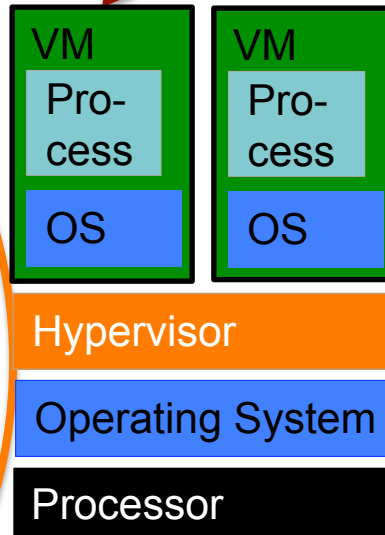 VM VM
Pro- Pro-
cess cess
OS OS
Hypervisor
Operating System
Processor